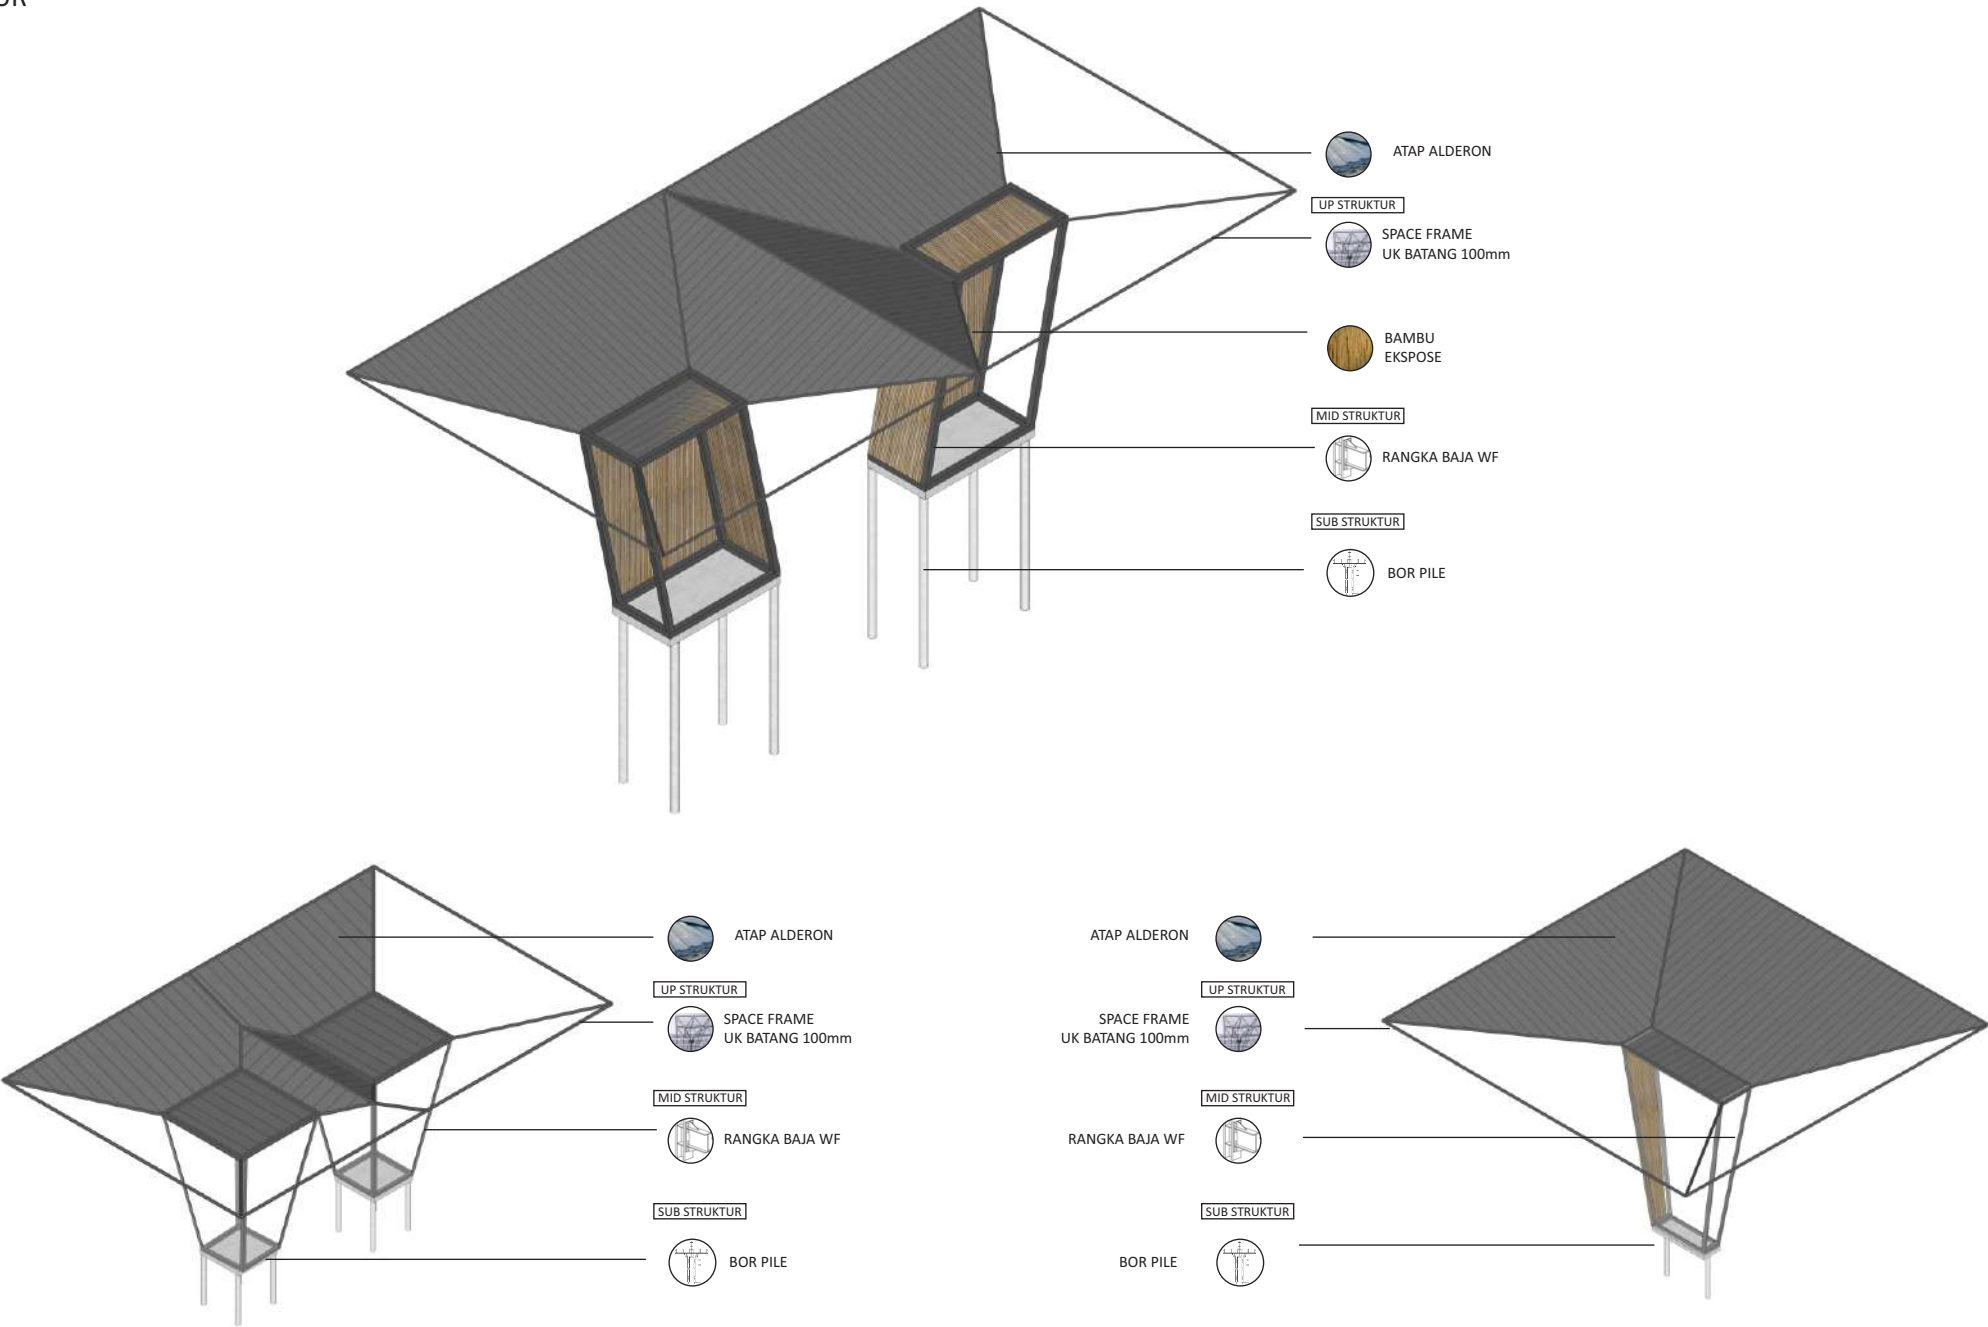 ATAP ALDERON
UP STRUKTUR
SPACE FRAME
UK BATANG 100mm
BAMBU
EKSPOSE
MID STRUKTUR
RANGKA BAJA WF
SUB STRUKTUR
BOR PILE
ATAP ALDERON
UP STRUKTUR
SPACE FRAME
UK BATANG 100mm
MID STRUKTUR
RANGKA BAJA WF
SUB STRUKTUR
BOR PILE
ATAP ALDERON
UP STRUKTUR
SPACE FRAME
UK BATANG 100mm
MID STRUKTUR
RANGKA BAJA WF
SUB STRUKTUR
BOR PILE